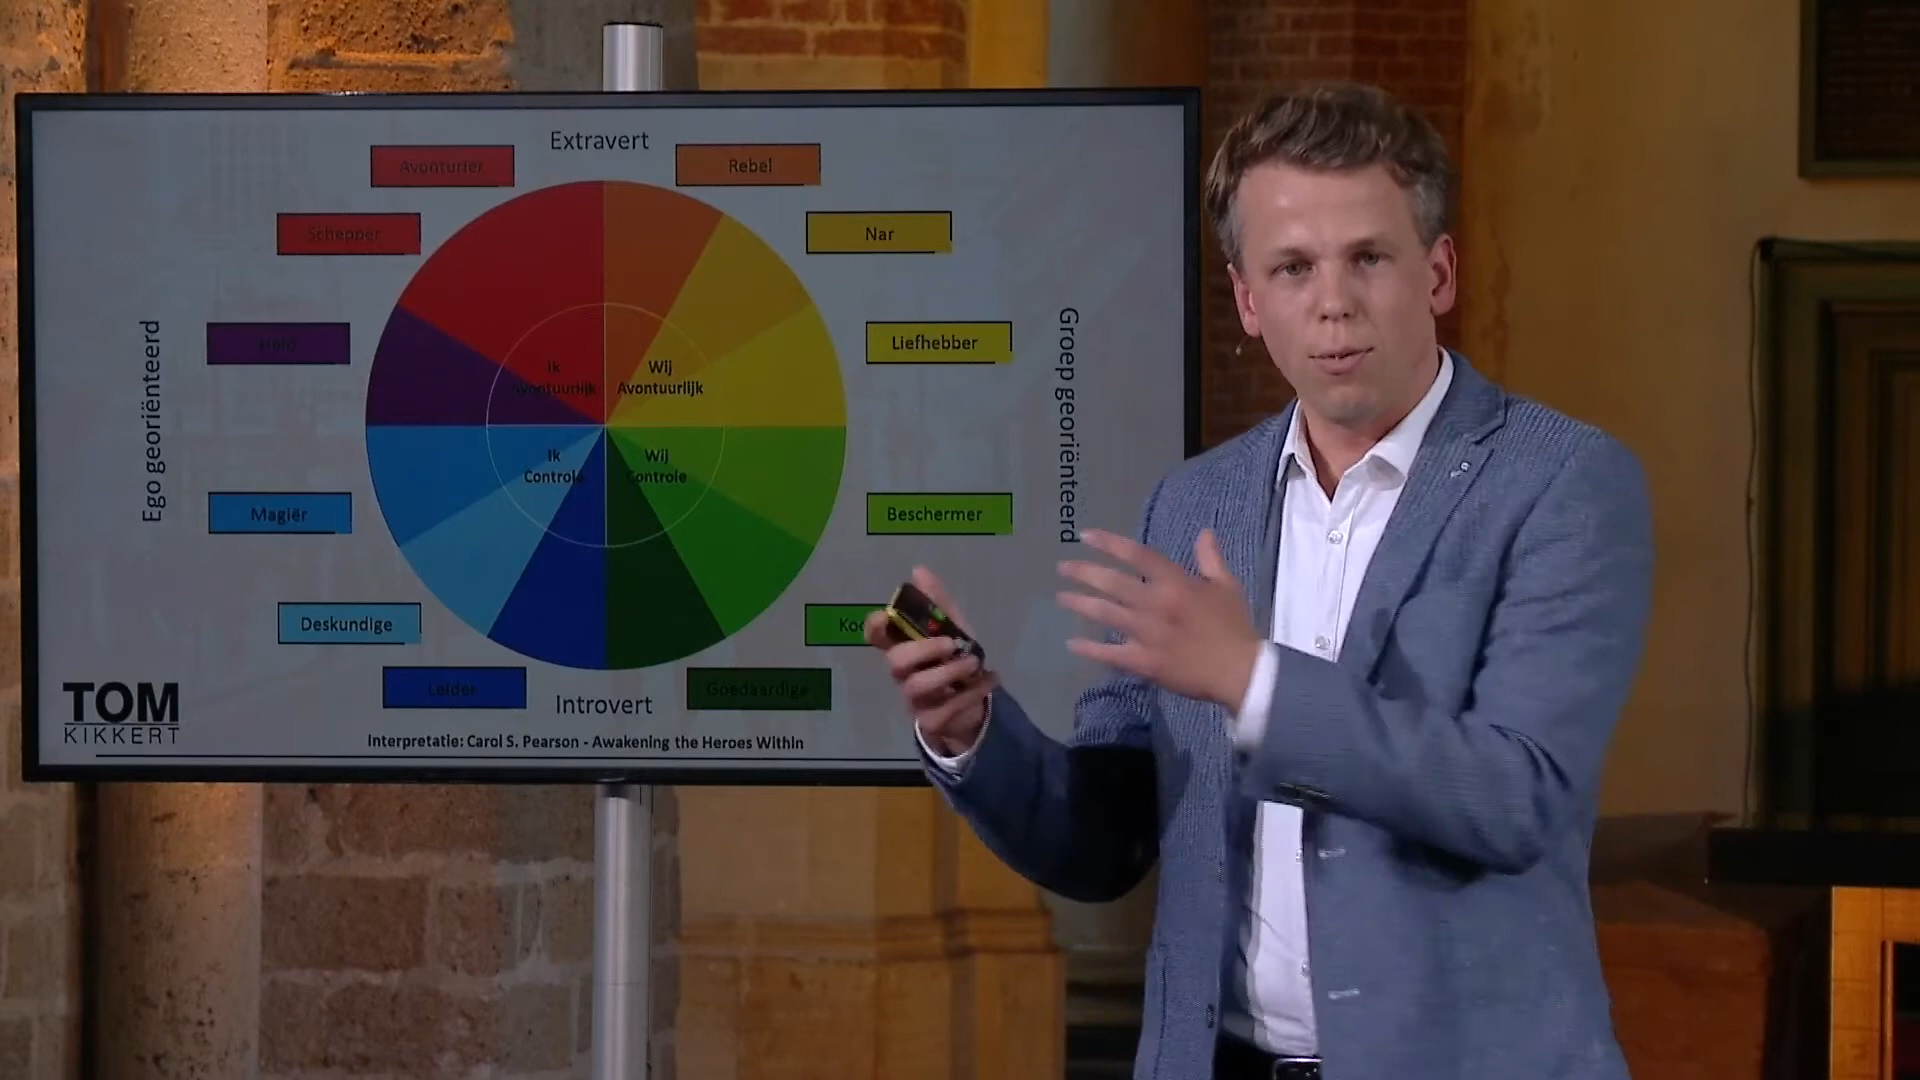 Extravert
Avonturier
Rebel
Schepper
Nar
Held
Liefhebber
Ego georiënteerd
Groep georiënteerd
Ik
Avontuurlijk
Wij
Avontuurlijk
Ik
Controle
Wij
Controle
Magiër
Beschermer
Deskundige
Leider
Introvert
Goedaardige
TOM
KIKKERT
Interpretatie: Carol S. Pearson - Awakening the Heroes Within